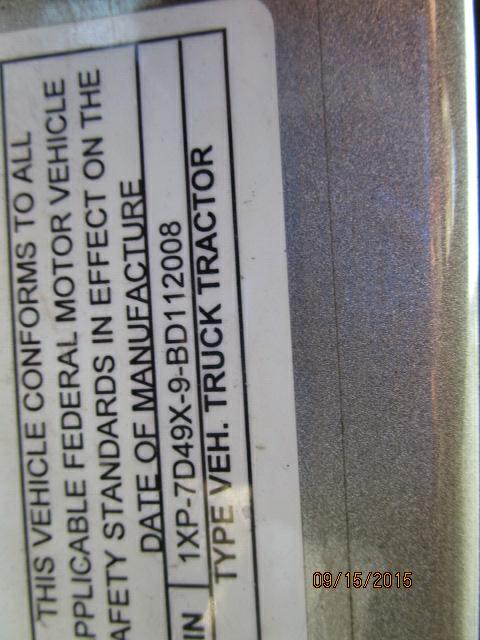 THIS VEHICLE CONFORMS TO ALL
PPLICABLE FEDERAL MOTOR VEHICLE
AFETY STANDARDS IN EFFECT ON THE
DATE OF MANUFACTURE
IN 1XP-7D49X-9-BD112008
TYPE VEH. TRUCK TRACTOR
09/15/2015